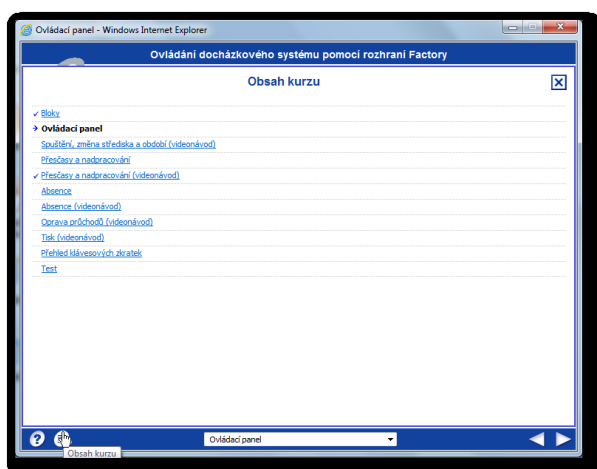 Ovládací panel - Windows Internet Explorer
Ovládání docházkového systému pomocí rozhraní Factory
Obsah kurzu
Bloky
Ovládací panel
Spuštění, změna střediska a období (videonávod)
Přesčasy a nadpracování
Přesčasy a nadpracování (videonávod)
Absence
Absence (videonávod)
Oprava průchodů (videonávod)
Tisk (videonávod)
Přehled klávesových zkratek
Test
Ovládací panel
Obsah kurzu